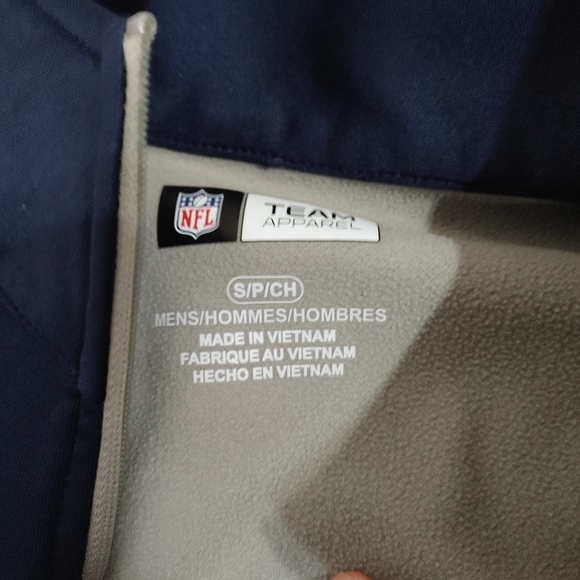 NFL
TEAM
APPAREL
S/P/CH
MENS/HOMMES/HOMBRES
MADE IN VIETNAM
FABRIQUE AU VIETNAM
HECHO EN VIETNAM